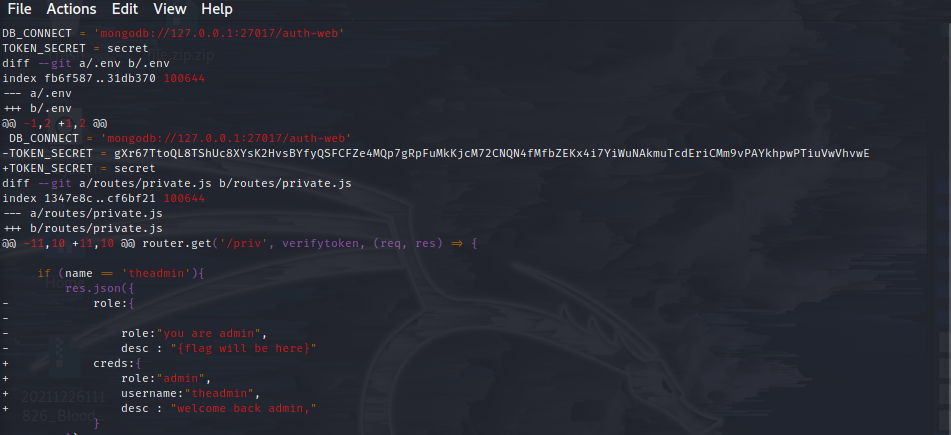 File Actions Edit View Help
DB_CONNECT = 'mongodb://127.0.0.1:27017/auth-web'
TOKEN_SECRET = secret
diff --git a/.env b/.env
index fb6f587..31db370 100644
--- a/.env
+++ b/.env
@@ -1,2 +1,2 @@
 DB_CONNECT = 'mongodb://127.0.0.1:27017/auth-web'
-TOKEN_SECRET = gXr67TtoQL8TShUc8XYsK2HvsBYfyQSFCFZe4MQp7gRpFuMkKjcM72CNQN4fMfbZEKx4i7YiWuNAkmuTcdEriCMm9vPAYkhpwPTiuVwVhvwE
+TOKEN_SECRET = secret
diff --git a/routes/private.js b/routes/private.js
index 1347e8c..cf6bf21 100644
--- a/routes/private.js
+++ b/routes/private.js
@@ -11,10 +11,10 @@ router.get('/priv', verifytoken, (req, res) => {
     if (name == 'theadmin'){
         res.json({
-            role:{
-
-                role:"you are admin",
-                desc : "{flag will be here}"
+            creds:{
+                role:"admin",
+                username:"theadmin",
+                desc : "welcome back admin,"
             }
zip.zip
20211226111
826_Blood